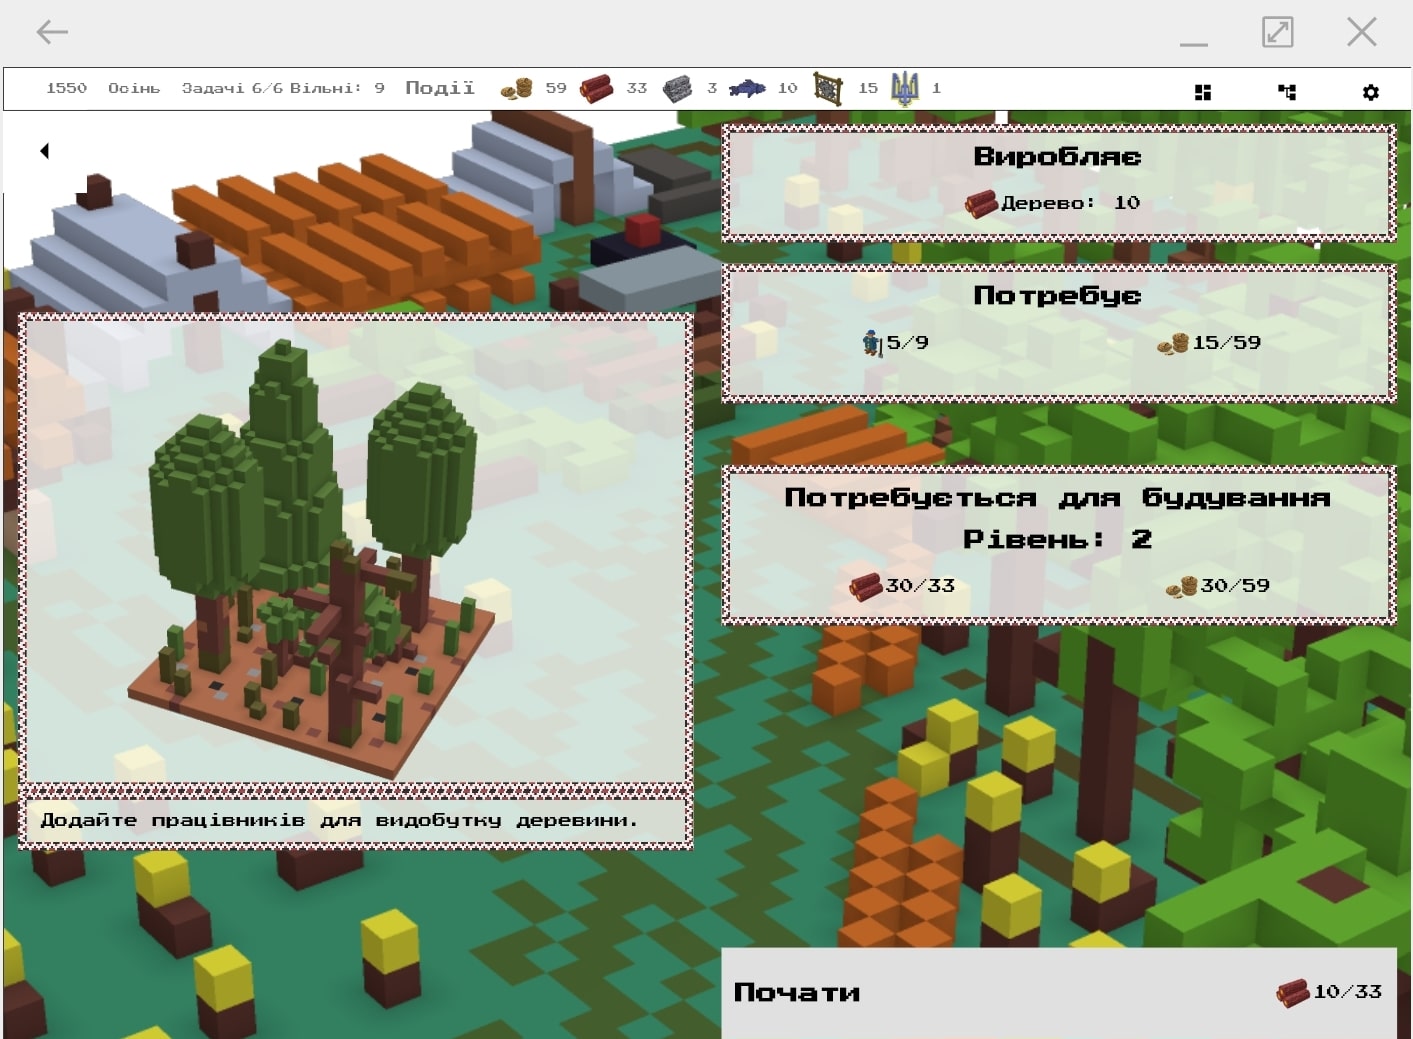 1550 Осінь Задачі 6/6 Вільні: 9 Події 59 33 3 10 15 1
Виробляє
Дерево: 10
Потребує
5/9 15/59
Потребується для будування
Рівень: 2
30/33 30/59
Додайте працівників для видобутку деревини.
Почати 10/33